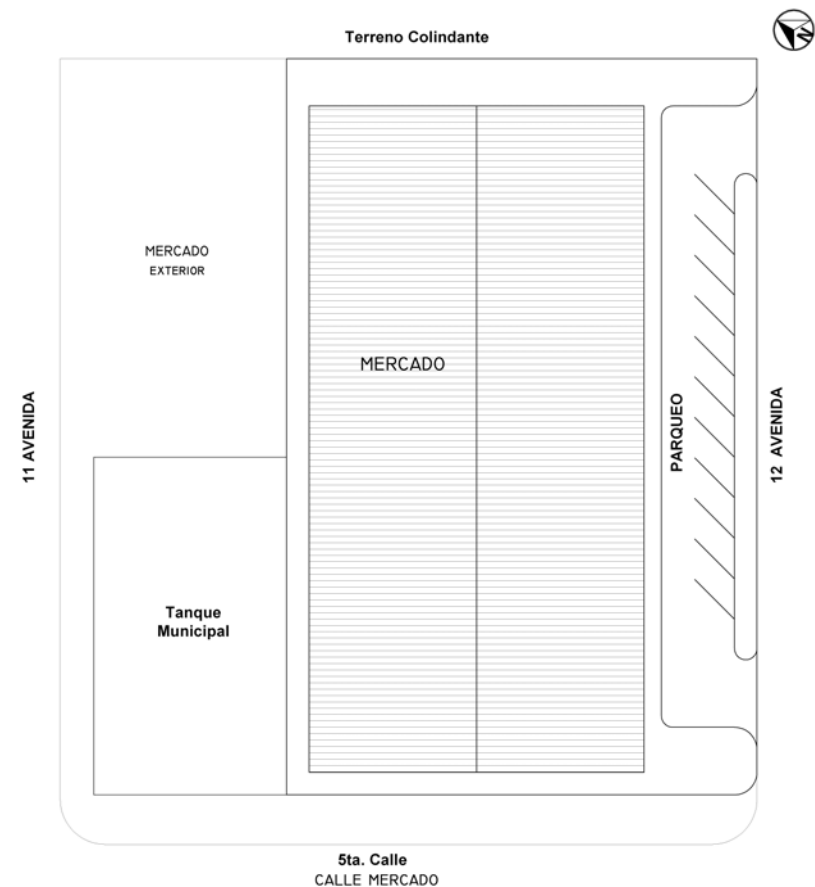 Terreno Colindante
N
MERCADO
EXTERIOR
MERCADO
11 AVENIDA
PARQUEO
12 AVENIDA
Tanque
Municipal
5ta. Calle
CALLE MERCADO